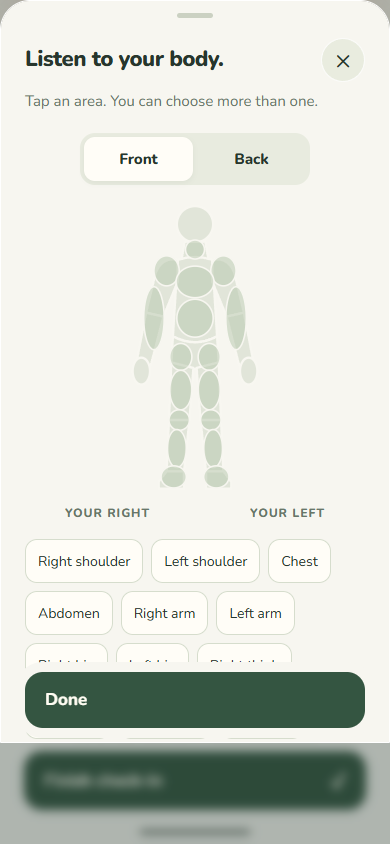 Listen to your body.
Tap an area. You can choose more than one.
Front Back
YOUR RIGHT YOUR LEFT
Right shoulder Left shoulder Chest
Abdomen Right arm Left arm
Done